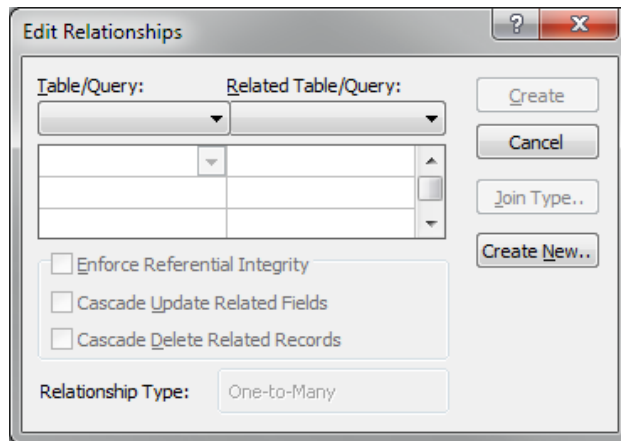 Edit Relationships
Table/Query: Related Table/Query:
Create
Cancel
Join Type..
Create New..
Enforce Referential Integrity
Cascade Update Related Fields
Cascade Delete Related Records
Relationship Type: One-to-Many